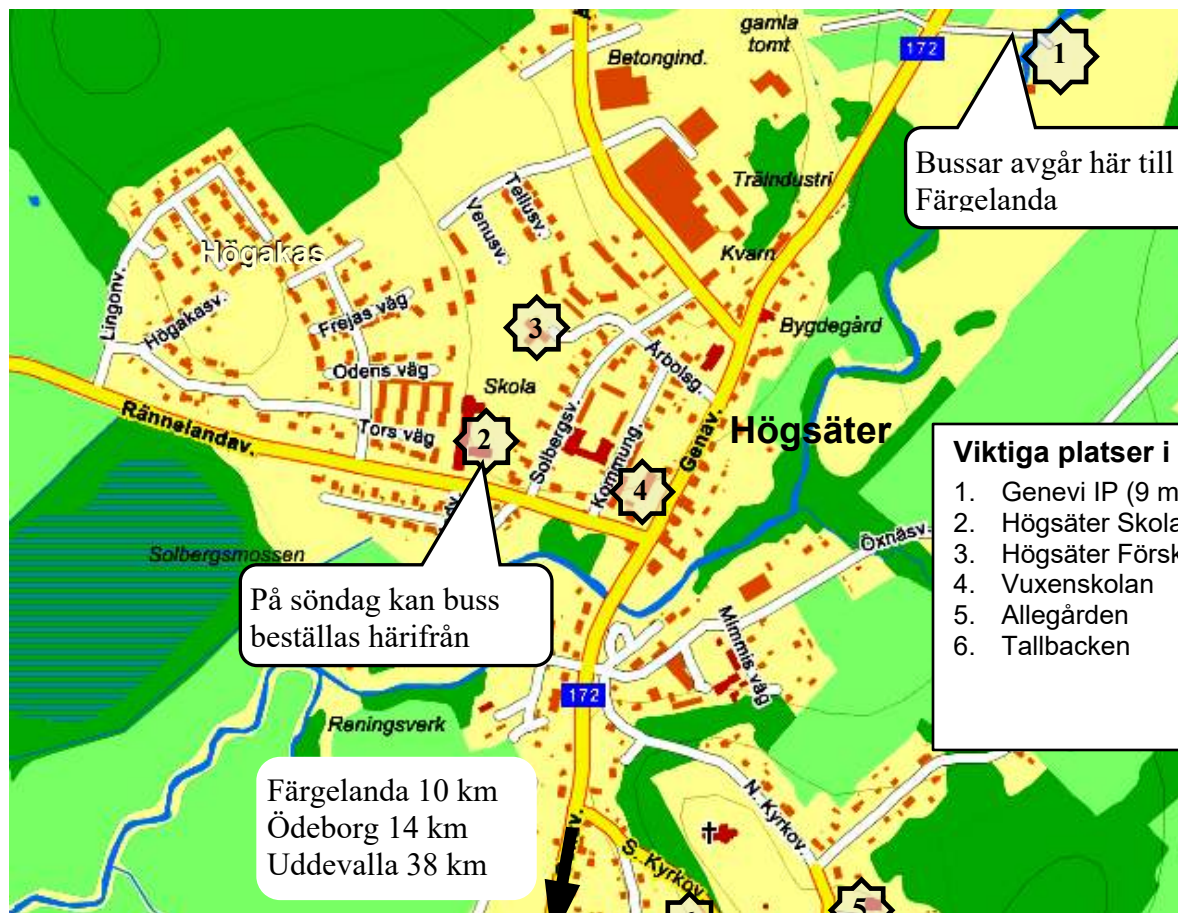 gamla
tomt
172
1
Betongind.
Bussar avgår här till
Färgelanda
Träindustri
Tellusv.
Venusv.
Högakas
Kvarn
Lingonv.
Högakasv.
Frejas väg
3
Bygdegård
Odens väg
Skola
Årbolsg.
Rännelandav.
Tors väg
2
Solbergsv.
Kommung.
4
Genav.
Högsäter
Viktiga platser i
1. Genevi IP (9 m
2. Högsäter Skola
3. Högsäter Försk
4. Vuxenskolan
5. Allegården
6. Tallbacken
Öxnäsv.
Solbergsmossen
På söndag kan buss
beställas härifrån
Mimmis väg
172
Reningsverk
Färgelanda 10 km
Ödeborg 14 km
Uddevalla 38 km
N. Kyrkov.
S. Kyrkov.
5